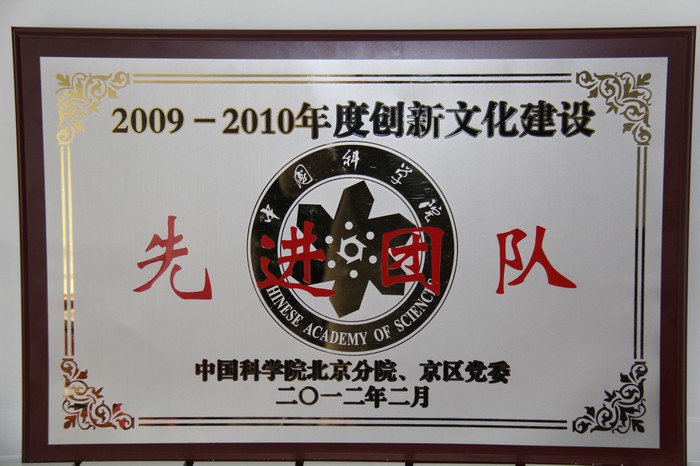 2009－2010年度创新文化建设
中國科学院
先进团队
CHINESE ACADEMY OF SCIENCES
中国科学院北京分院、京区党委
二〇一二年二月